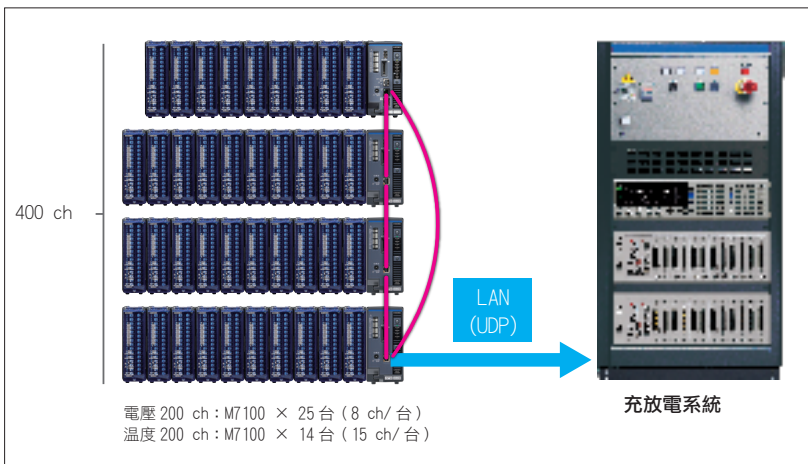 400 ch
LAN
(UDP)
電壓 200 ch：M7100 × 25 台 ( 8 ch/ 台 )
温度 200 ch：M7100 × 14 台 ( 15 ch/ 台 )
充放電系統